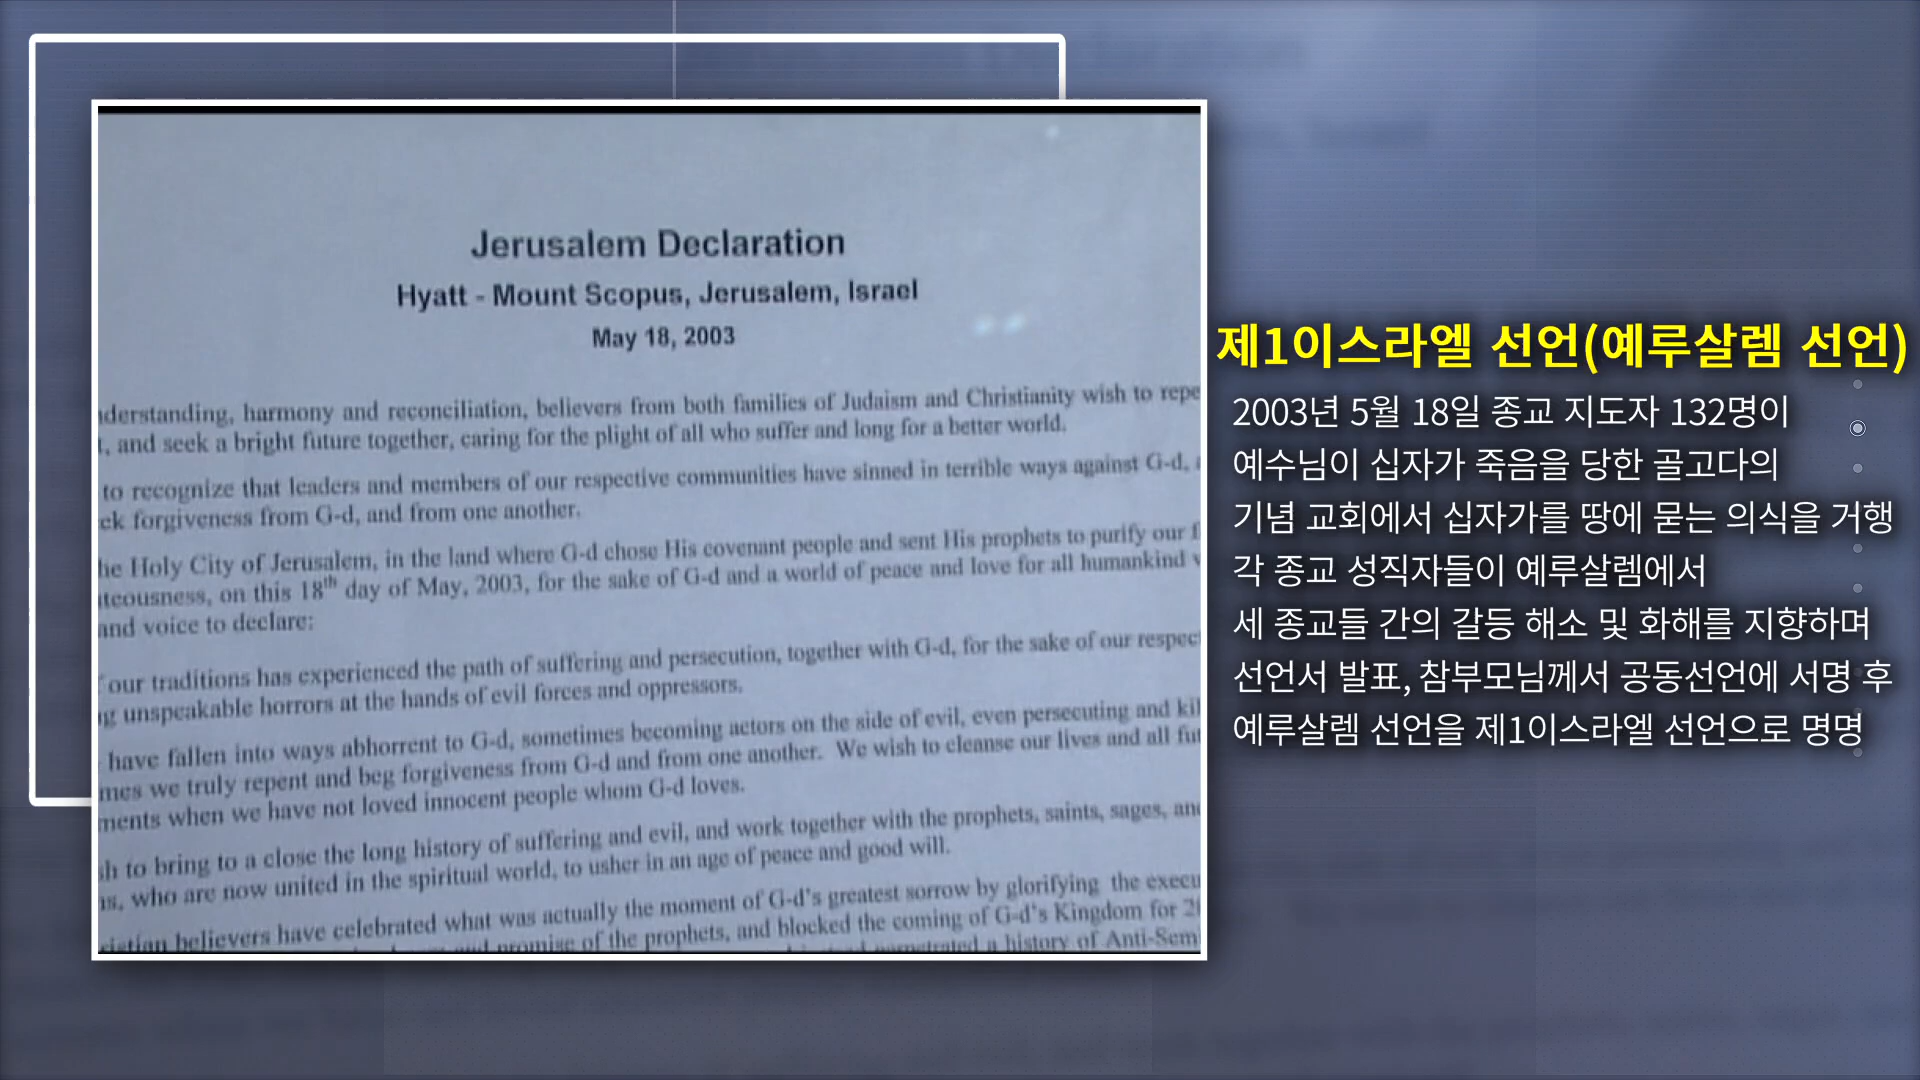 Jerusalem Declaration
Hyatt - Mount Scopus, Jerusalem, Israel
May 18, 2003
harmony and reconciliation, believers from both families of Judaism and Christianity wish to
and seek a bright future together, caring for the plight of all who suffer and long for a better world.
to recognize that leaders and members of our respective communities have sinned in terrible ways against G-d,
forgiveness from G-d, and from one another.
Holy City of Jerusalem, in the land where G-d chose His covenant people and sent His prophets to purify our
on this 18th day of May, 2003, for the sake of G-d and a world of peace and love for all humankind
and voice to declare:
our traditions has experienced the path of suffering and persecution, together with G-d, for the sake of our
unspeakable horrors at the hands of evil forces and oppressors.
have fallen into ways abhorrent to G-d, sometimes becoming actors on the side of evil, even persecuting and
we truly repent and beg forgiveness from G-d and from one another. We wish to cleanse our lives and all
when we have not loved innocent people whom G-d loves.
to bring to a close the long history of suffering and evil, and work together with the prophets, saints, sages,
who are now united in the spiritual world, to usher in an age of peace and good will.
believers have celebrated what was actually the moment of G-d's greatest sorrow by glorifying the
promise of the prophets, and blocked the coming of G-d's Kingdom for
a history of
제1이스라엘 선언(예루살렘 선언)
2003년 5월 18일 종교 지도자 132명이
예수님이 십자가 죽음을 당한 골고다의
기념 교회에서 십자가를 땅에 묻는 의식을 거행
각 종교 성직자들이 예루살렘에서
세 종교들 간의 갈등 해소 및 화해를 지향하며
선언서 발표, 참부모님께서 공동선언에 서명 후
예루살렘 선언을 제1이스라엘 선언으로 명명